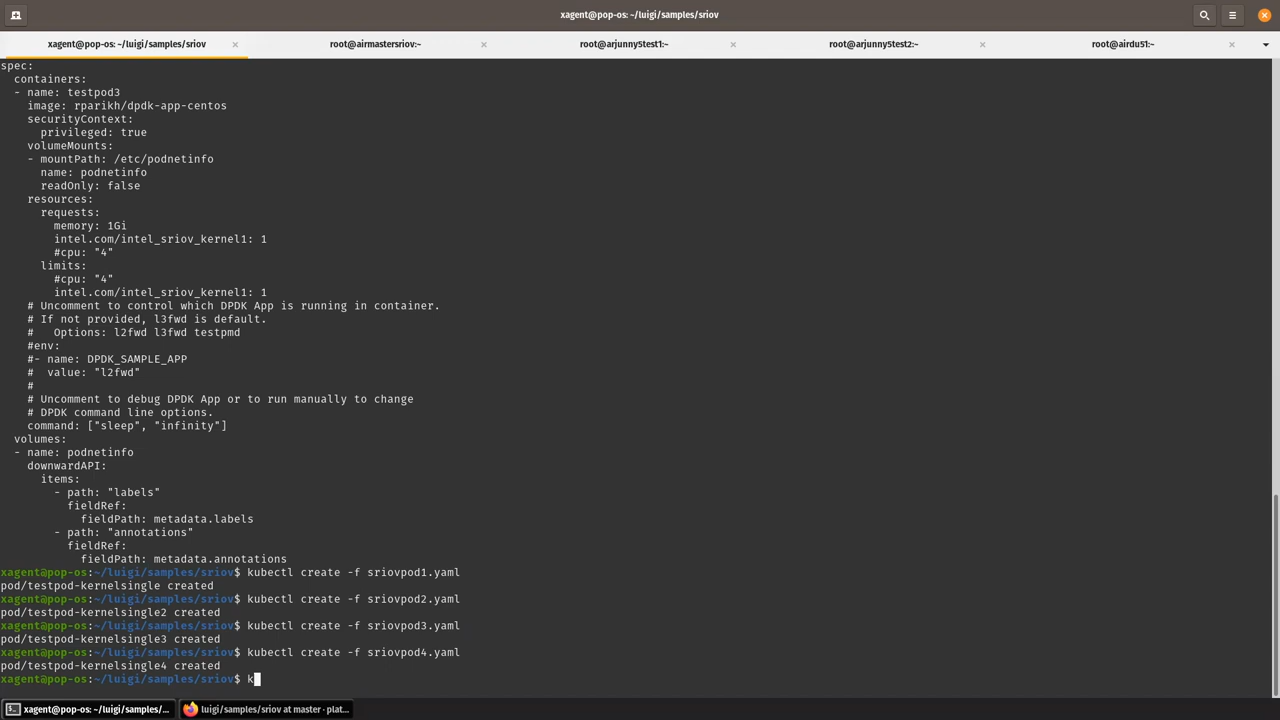 xagent@pop-os: ~/luigi/samples/sriov
xagent@pop-os: ~/luigi/samples/sriov × root@airmastersriov:~ × root@arjunny5test1:~ × root@arjunny5test2:~ × root@airdu51:~ ×
spec:
  containers:
  - name: testpod3
    image: rparikh/dpdk-app-centos
    securityContext:
      privileged: true
    volumeMounts:
    - mountPath: /etc/podnetinfo
      name: podnetinfo
      readOnly: false
    resources:
      requests:
        memory: 1Gi
        intel.com/intel_sriov_kernel1: 1
        #cpu: "4"
      limits:
        #cpu: "4"
        intel.com/intel_sriov_kernel1: 1
    # Uncomment to control which DPDK App is running in container.
    # If not provided, l3fwd is default.
    #   Options: l2fwd l3fwd testpmd
    #env:
    #- name: DPDK_SAMPLE_APP
    #  value: "l2fwd"
    #
    # Uncomment to debug DPDK App or to run manually to change
    # DPDK command line options.
    command: ["sleep", "infinity"]
  volumes:
  - name: podnetinfo
    downwardAPI:
      items:
        - path: "labels"
          fieldRef:
            fieldPath: metadata.labels
        - path: "annotations"
          fieldRef:
            fieldPath: metadata.annotations
xagent@pop-os:~/luigi/samples/sriov$ kubectl create -f sriovpod1.yaml
pod/testpod-kernelsingle created
xagent@pop-os:~/luigi/samples/sriov$ kubectl create -f sriovpod2.yaml
pod/testpod-kernelsingle2 created
xagent@pop-os:~/luigi/samples/sriov$ kubectl create -f sriovpod3.yaml
pod/testpod-kernelsingle3 created
xagent@pop-os:~/luigi/samples/sriov$ kubectl create -f sriovpod4.yaml
pod/testpod-kernelsingle4 created
xagent@pop-os:~/luigi/samples/sriov$ k
xagent@pop-os: ~/luigi/samples/... luigi/samples/sriov at master · plat...